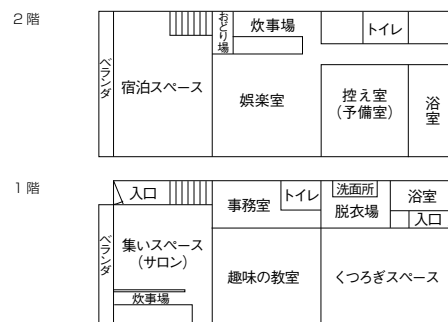 2階
おどり場
炊事場
トイレ
ベランダ
宿泊スペース
娯楽室
控え室
（予備室）
浴室
1階
入口
事務室
トイレ
洗面所
脱衣場
浴室
入口
ベランダ
集いスペース
（サロン）
趣味の教室
くつろぎスペース
炊事場